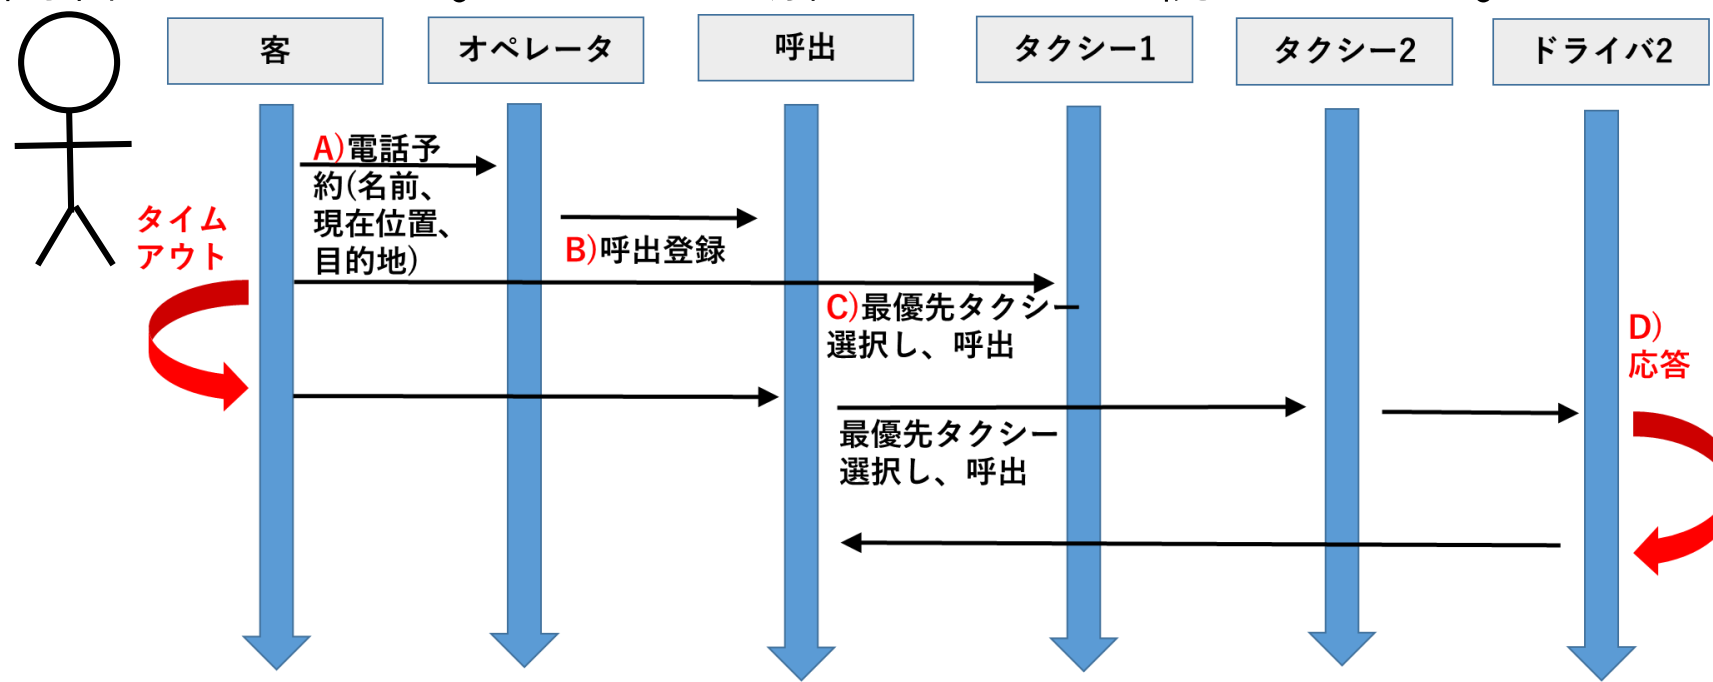 客
オペレータ
呼出
タクシー1
タクシー2
ドライバ2
A)電話予
約(名前、
現在位置、
目的地)
タイム
アウト
B)呼出登録
C)最優先タクシー
選択し、呼出
D)
応答
最優先タクシー
選択し、呼出